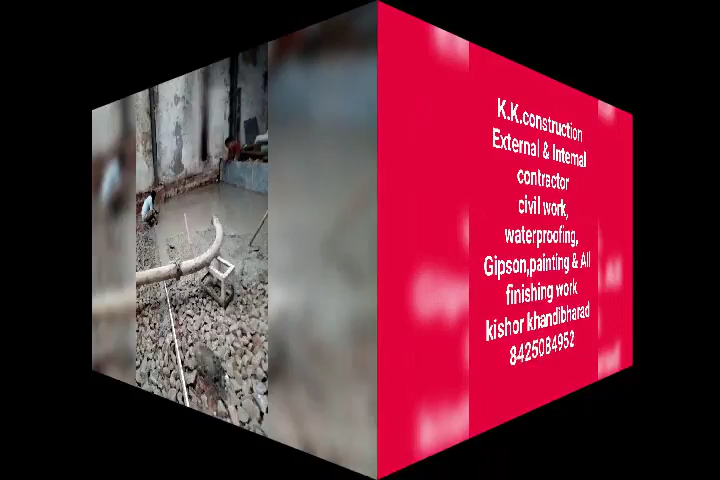 K.K.construction
External & Internal
contractor
civil work,
waterproofing,
Gipson,painting & All
finishing work
kishor khandibharad
8425084952